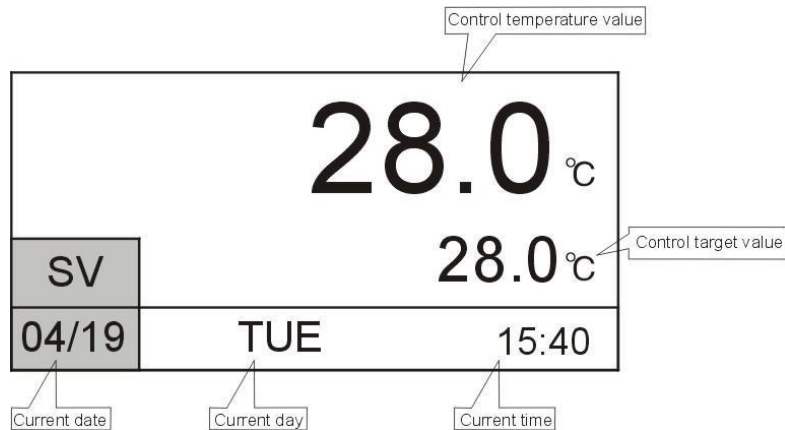 Control temperature value
28.0 ℃
28.0 ℃
Control target value
SV
04/19 TUE 15:40
Current date Current day Current time